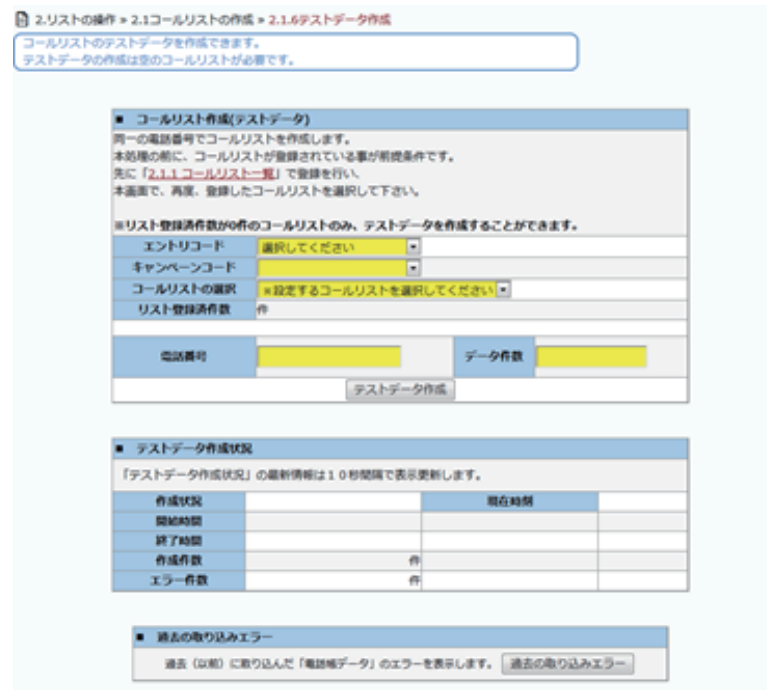 2.リストの操作 » 2.1コールリストの作成 » 2.1.6テストデータ作成
コールリストのテストデータを作成できます。
テストデータの作成は空のコールリストが必要です。
■ コールリスト作成(テストデータ)
同一の電話番号でコールリストを作成します。
本処理の前に、コールリストが登録されている事が前提条件です。
先に「2.1.1 コールリスト一覧」で登録を行い、
本画面で、再度、登録したコールリストを選択して下さい。
※リスト登録済件数が0件のコールリストのみ、テストデータを作成することができます。
エントリコード 選択してください
キャンペーンコード
コールリストの選択 ※設定するコールリストを選択してください
リスト登録済件数 件
電話番号 データ件数
テストデータ作成
■ テストデータ作成状況
「テストデータ作成状況」の最新情報は10秒間隔で表示更新します。
作成状況 現在時刻
開始時間
終了時間
作成件数 件
エラー件数 件
■ 過去の取り込みエラー
過去（以前）に取り込んだ「電話帳データ」のエラーを表示します。 過去の取り込みエラー